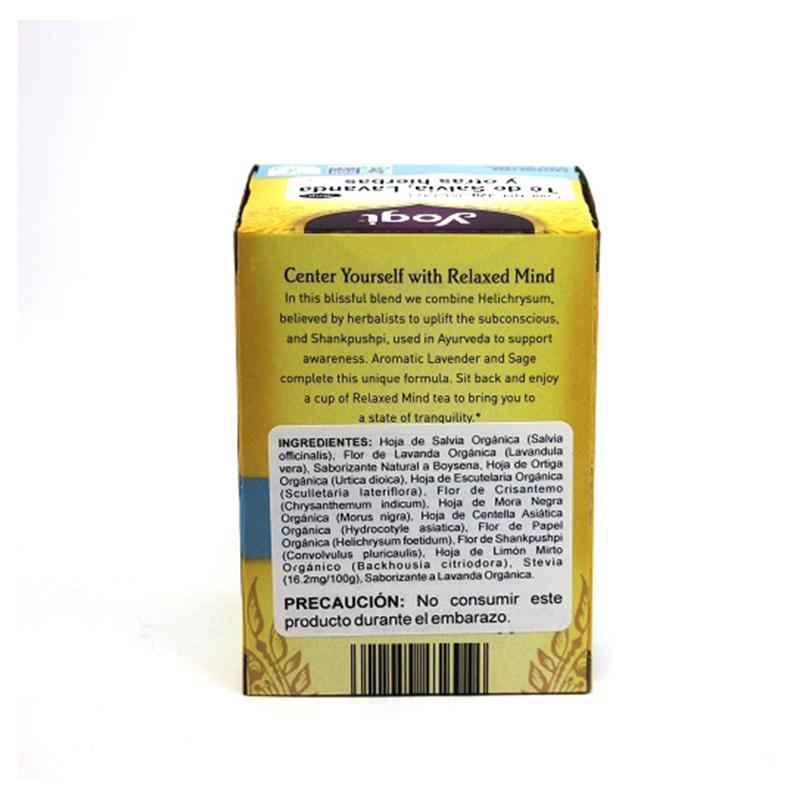 Té de Salvia, Lavanda
Y otras hierbas
Yogi
Center Yourself with Relaxed Mind
In this blissful blend we combine Helichrysum,
believed by herbalists to uplift the subconscious,
and Shankpushpi, used in Ayurveda to support
awareness. Aromatic Lavender and Sage
complete this unique formula. Sit back and enjoy
a cup of Relaxed Mind tea to bring you to
a state of tranquility.*
INGREDIENTES: Hoja de Salvia Orgánica (Salvia
officinalis), Flor de Lavanda Orgánica (Lavandula
vera), Saborizante Natural a Boysena, Hoja de Ortiga
Orgánica (Urtica dioica), Hoja de Escutelaria Orgánica
(Sculletaria lateriflora), Flor de Crisantemo
(Chrysanthemum indicum), Hoja de Mora Negra
Orgánica (Morus nigra), Hoja de Centella Asiática
Orgánica (Hydrocotyle asiatica), Flor de Papel
Orgánica (Helichrysum foetidum), Flor de Shankpushpi
(Convolvulus pluricaulis), Hoja de Limón Mirto
Orgánico (Backhousia citriodora), Stevia
(16.2mg/100g), Saborizante a Lavanda Orgánica.
PRECAUCIÓN: No consumir este
producto durante el embarazo.